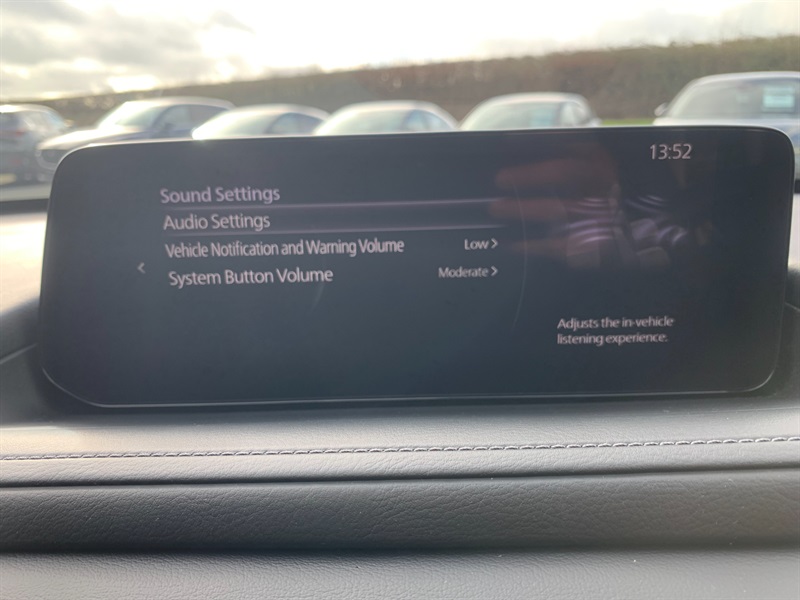 13:52
Sound Settings
Audio Settings
Vehicle Notification and Warning Volume Low >
System Button Volume Moderate >
<
Adjusts the in-vehicle
listening experience.